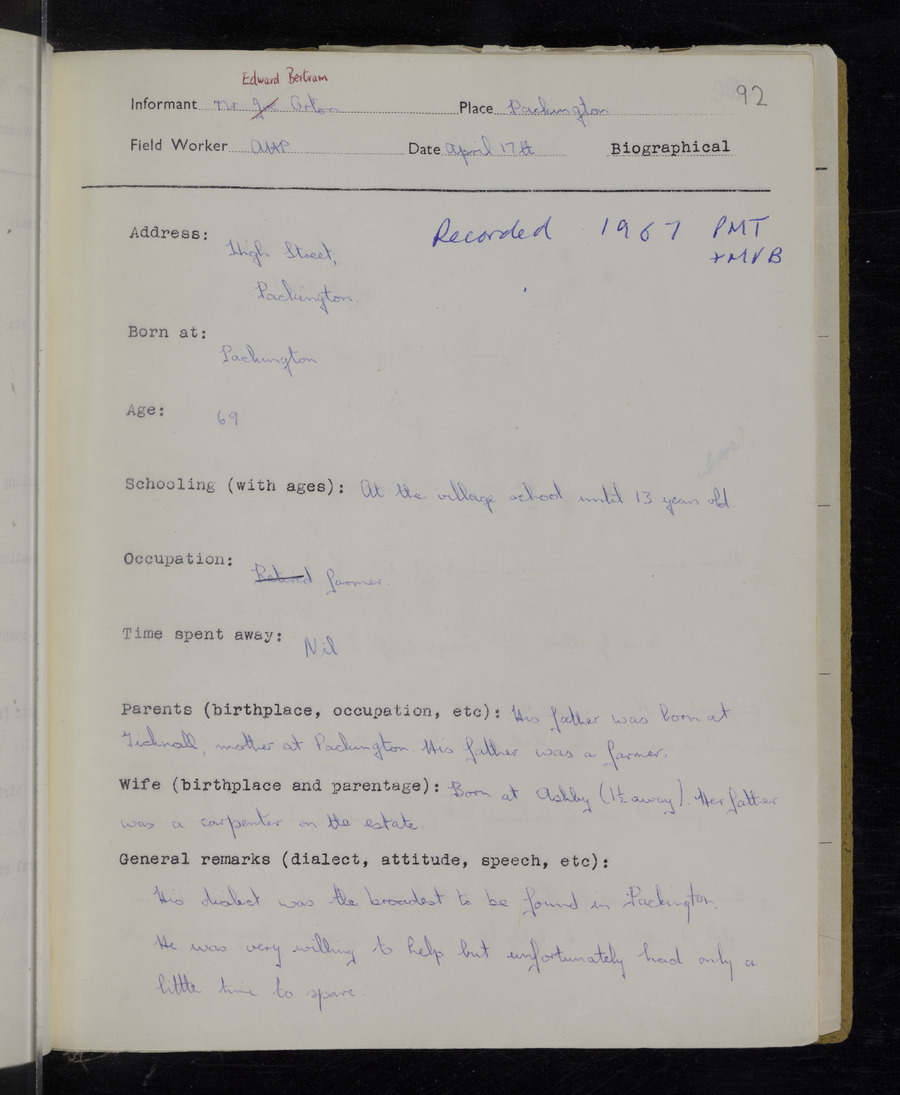 Edward Bertram
92
Informant Mr Orton Place Packington
Field Worker AHP Date April 17th Biographical
Address: Recorded 1967 PMT
+MVB
High Street,
Packington.
Born at:
Packington
Age: 69
Schooling (with ages): At the village school until 13 years old.
Occupation:
Retired farmer.
Time spent away:
Nil
Parents (birthplace, occupation, etc): His father was born at
Ticknall, mother at Packington. His father was a farmer.
Wife (birthplace and parentage): Born at Ashby (1½ away). Her father
was a carpenter on the estate.
General remarks (dialect, attitude, speech, etc):
His dialect was the broadest to be found in Packington.
He was very willing to help but unfortunately had only a
little time to spare.